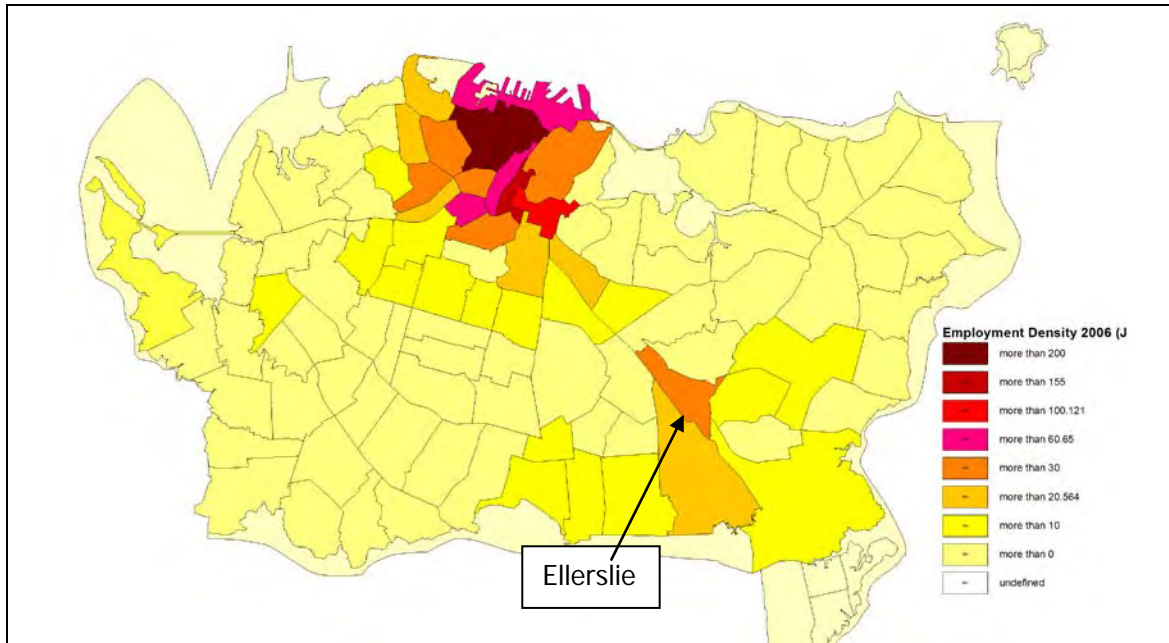 Employment Density 2006 (J
more than 200
more than 155
more than 100.121
more than 60.65
more than 30
more than 20.564
more than 10
more than 0
undefined
Ellerslie